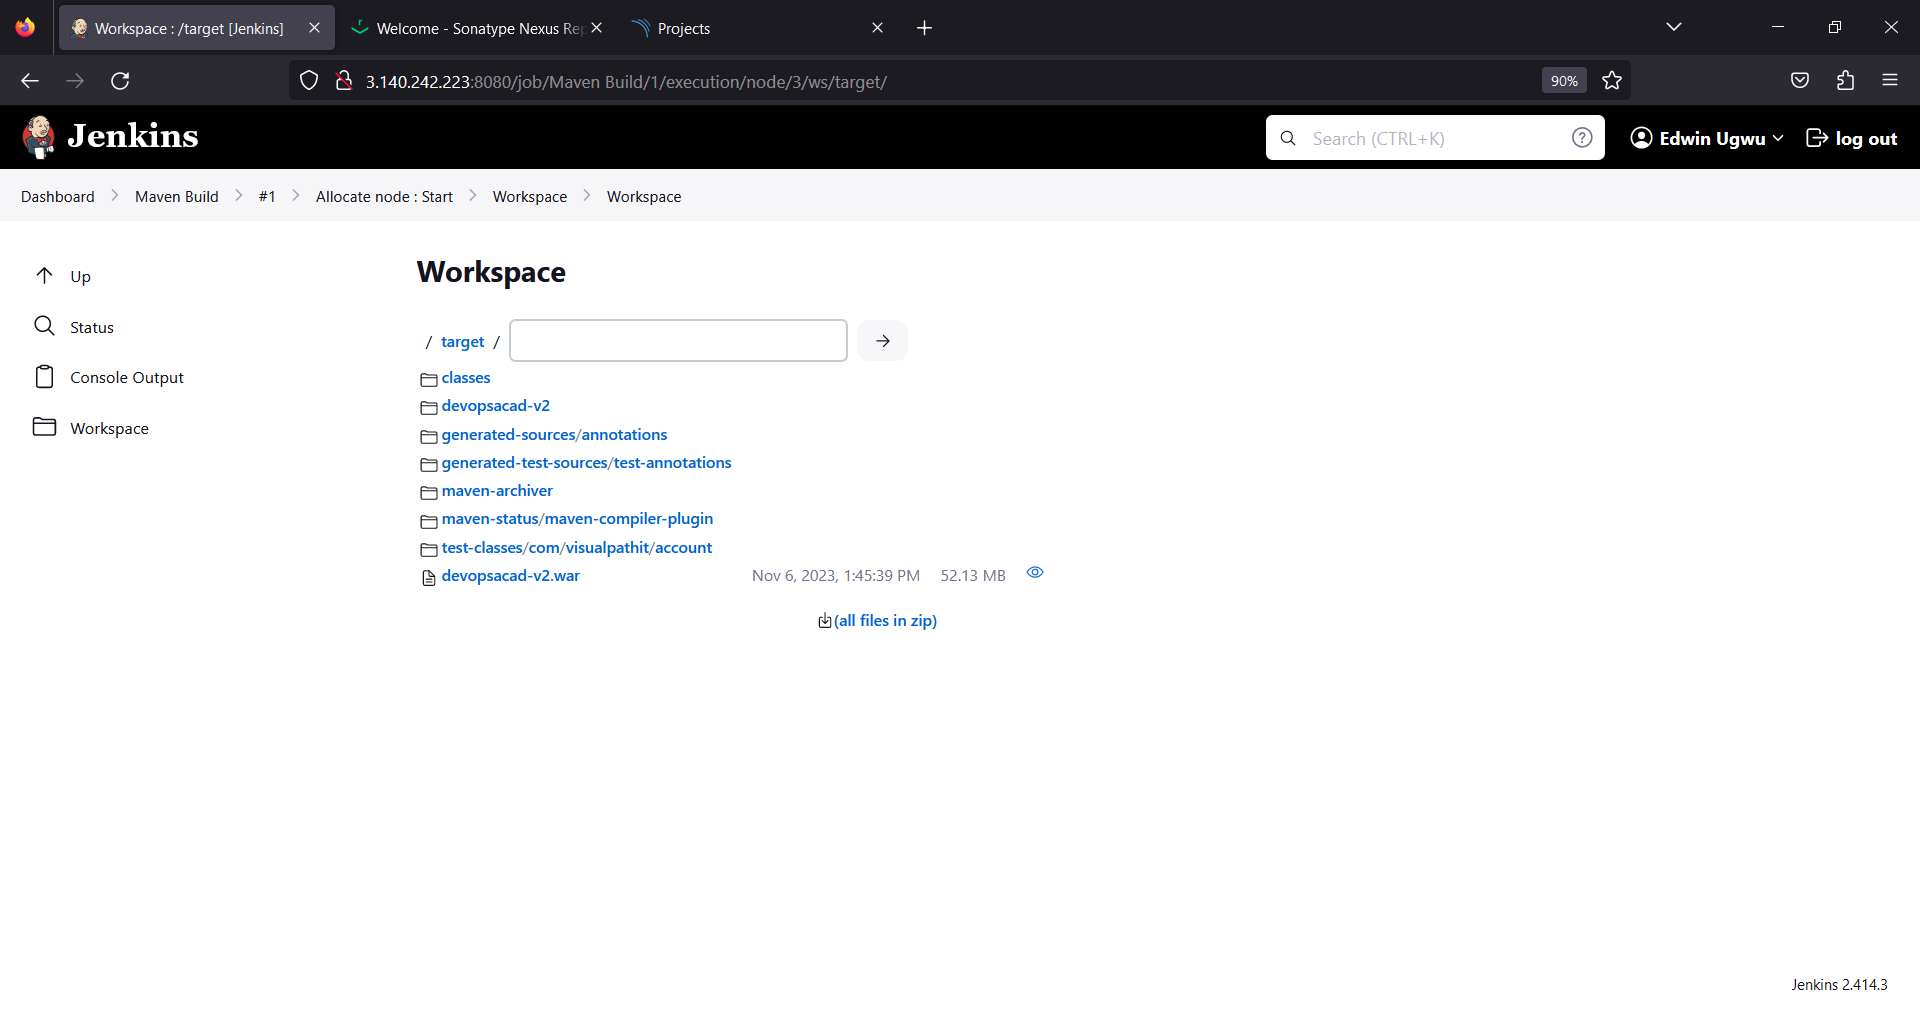 Workspace : /target [Jenkins]
Welcome - Sonatype Nexus Rep
Projects
3.140.242.223:8080/job/Maven Build/1/execution/node/3/ws/target/
90%
Jenkins
Search (CTRL+K)
Edwin Ugwu
log out
Dashboard
Maven Build
#1
Allocate node : Start
Workspace
Workspace
Up
Status
Console Output
Workspace
Workspace
/ target /
classes
devopsacad-v2
generated-sources/annotations
generated-test-sources/test-annotations
maven-archiver
maven-status/maven-compiler-plugin
test-classes/com/visualpathit/account
devopsacad-v2.war Nov 6, 2023, 1:45:39 PM 52.13 MB
(all files in zip)
Jenkins 2.414.3